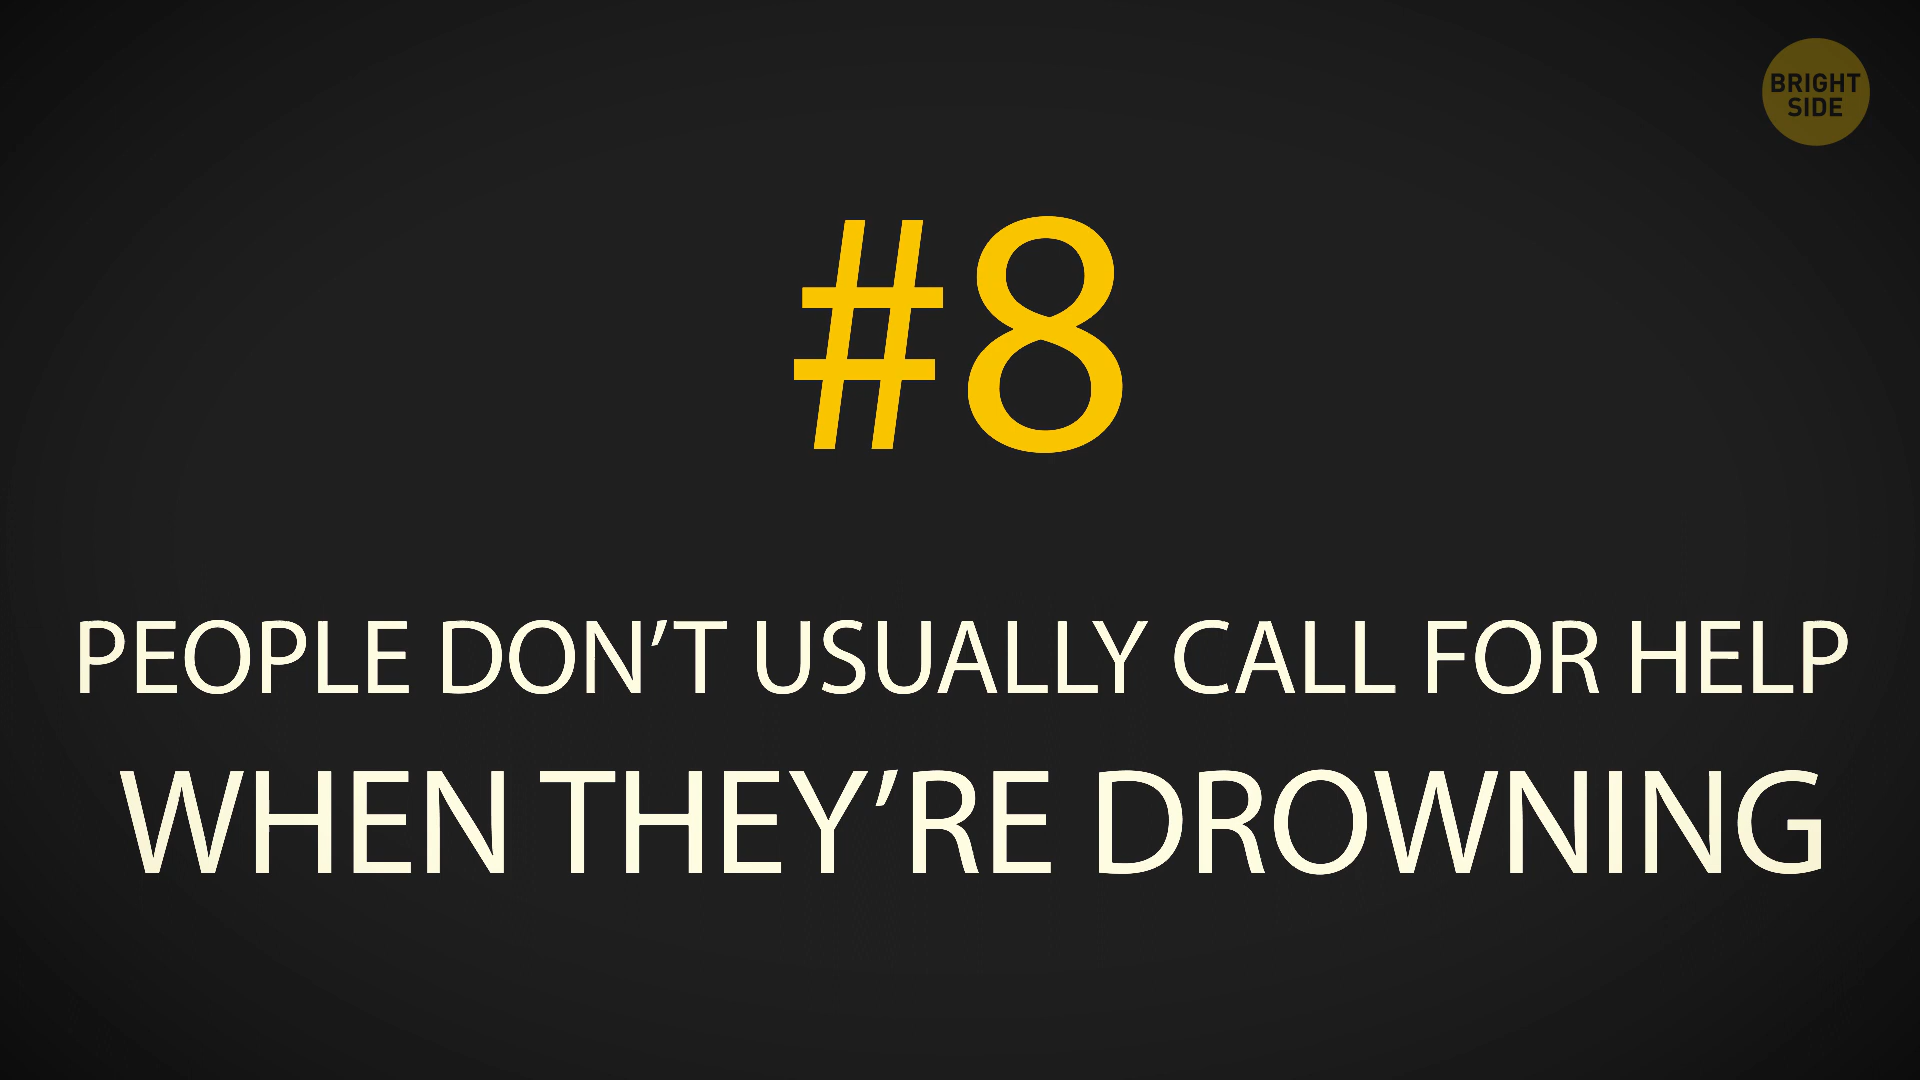 BRIGHT
SIDE
#8
PEOPLE DON’T USUALLY CALL FOR HELP
WHEN THEY’RE DROWNING